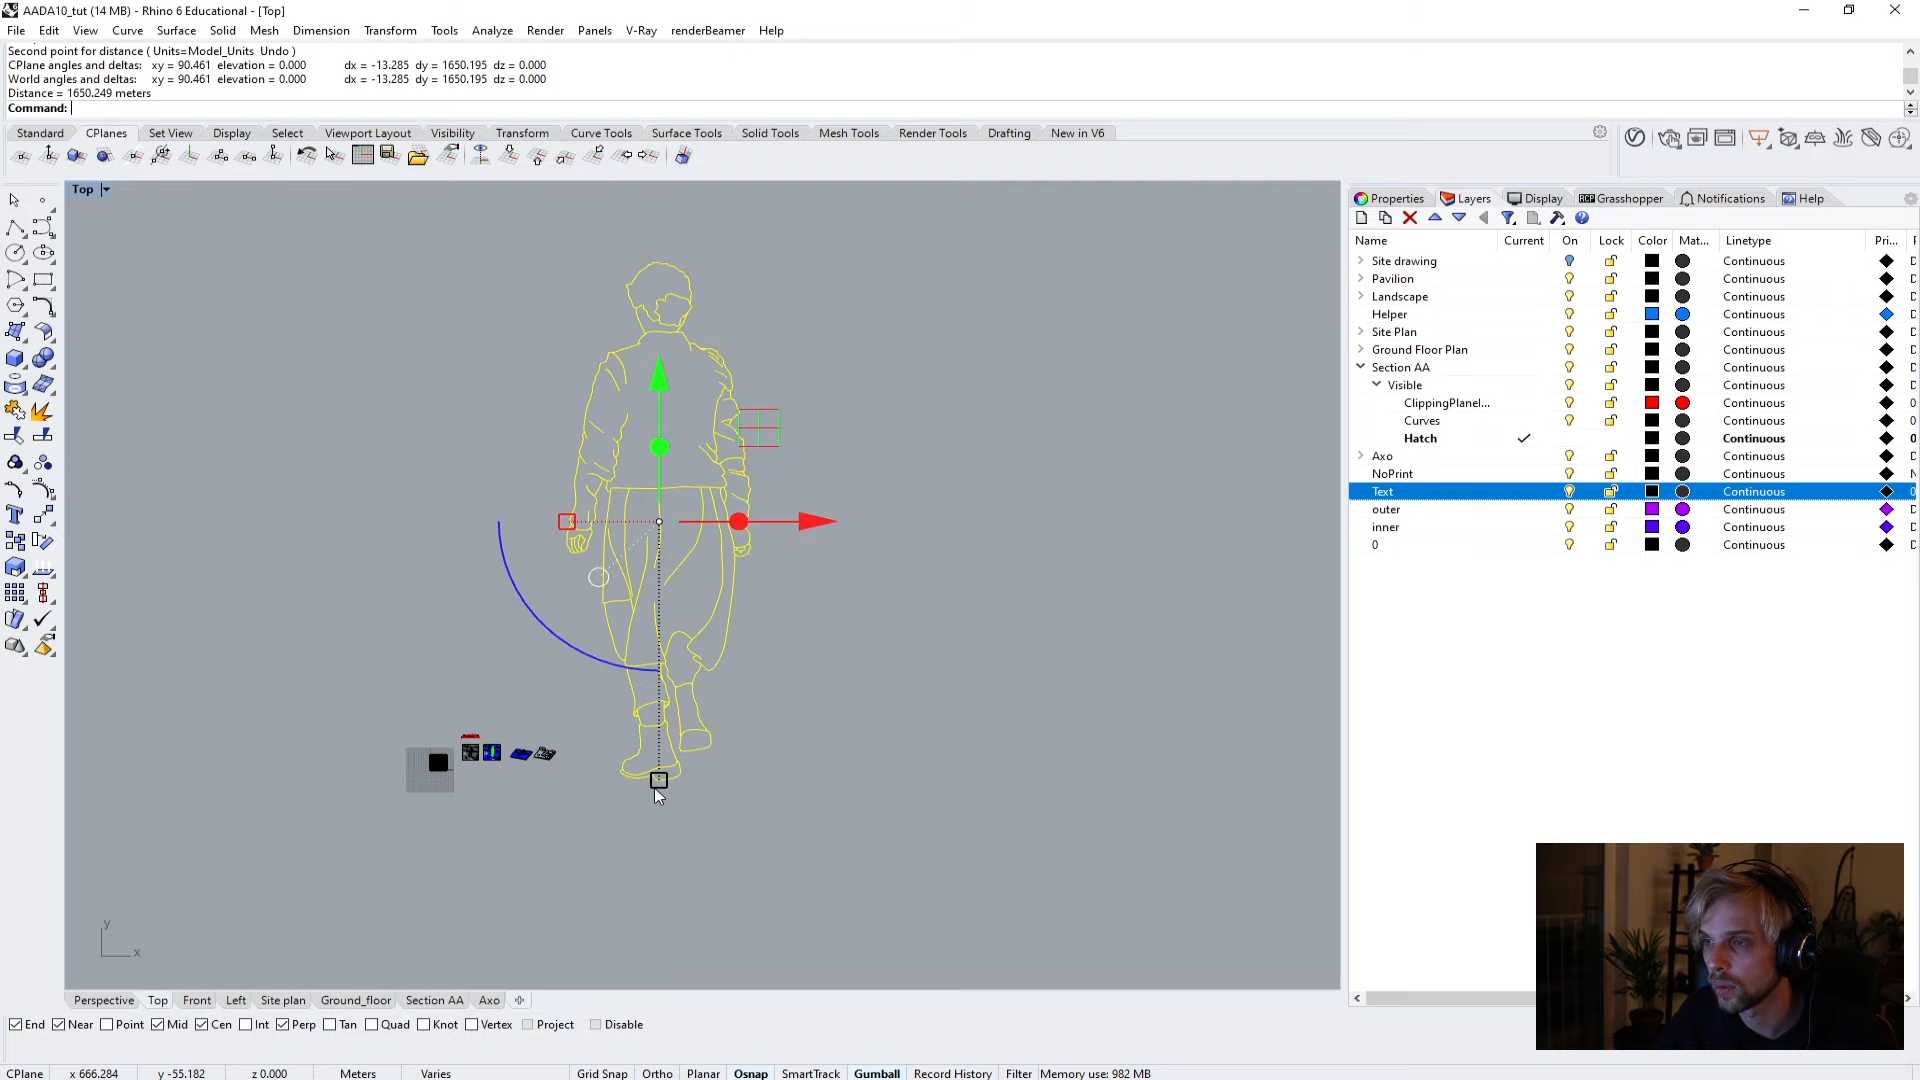 AADA10_tut (14 MB) - Rhino 6 Educational - [Top]
File Edit View Curve Surface Solid Mesh Dimension Transform Tools Analyze Render Panels V-Ray renderBeamer Help
Second point for distance ( Units=Model_Units Undo )
CPlane angles and deltas: xy = 90.461 elevation = 0.000 dx = -13.285 dy = 1650.195 dz = 0.000
World angles and deltas: xy = 90.461 elevation = 0.000 dx = -13.285 dy = 1650.195 dz = 0.000
Distance = 1650.249 meters
Command:
Standard CPlanes Set View Display Select Viewport Layout Visibility Transform Curve Tools Surface Tools Solid Tools Mesh Tools Render Tools Drafting New in V6
Top
Properties Layers Display Grasshopper Notifications Help
Name Current On Lock Color Mat... Linetype Pri...
Site drawing Continuous
Pavilion Continuous
Landscape Continuous
Helper Continuous
Site Plan Continuous
Ground Floor Plan Continuous
Section AA Continuous
Visible Continuous
ClippingPlaneI... Continuous
Curves Continuous
Hatch Continuous
Axo Continuous
NoPrint Continuous
Text Continuous
outer Continuous
inner Continuous
0 Continuous
y
x
Perspective Top Front Left Site plan Ground_floor Section AA Axo
End Near Point Mid Cen Int Perp Tan Quad Knot Vertex Project Disable
CPlane x 666.284 y -55.182 z 0.000 Meters Varies Grid Snap Ortho Planar Osnap SmartTrack Gumball Record History Filter Memory use: 982 MB